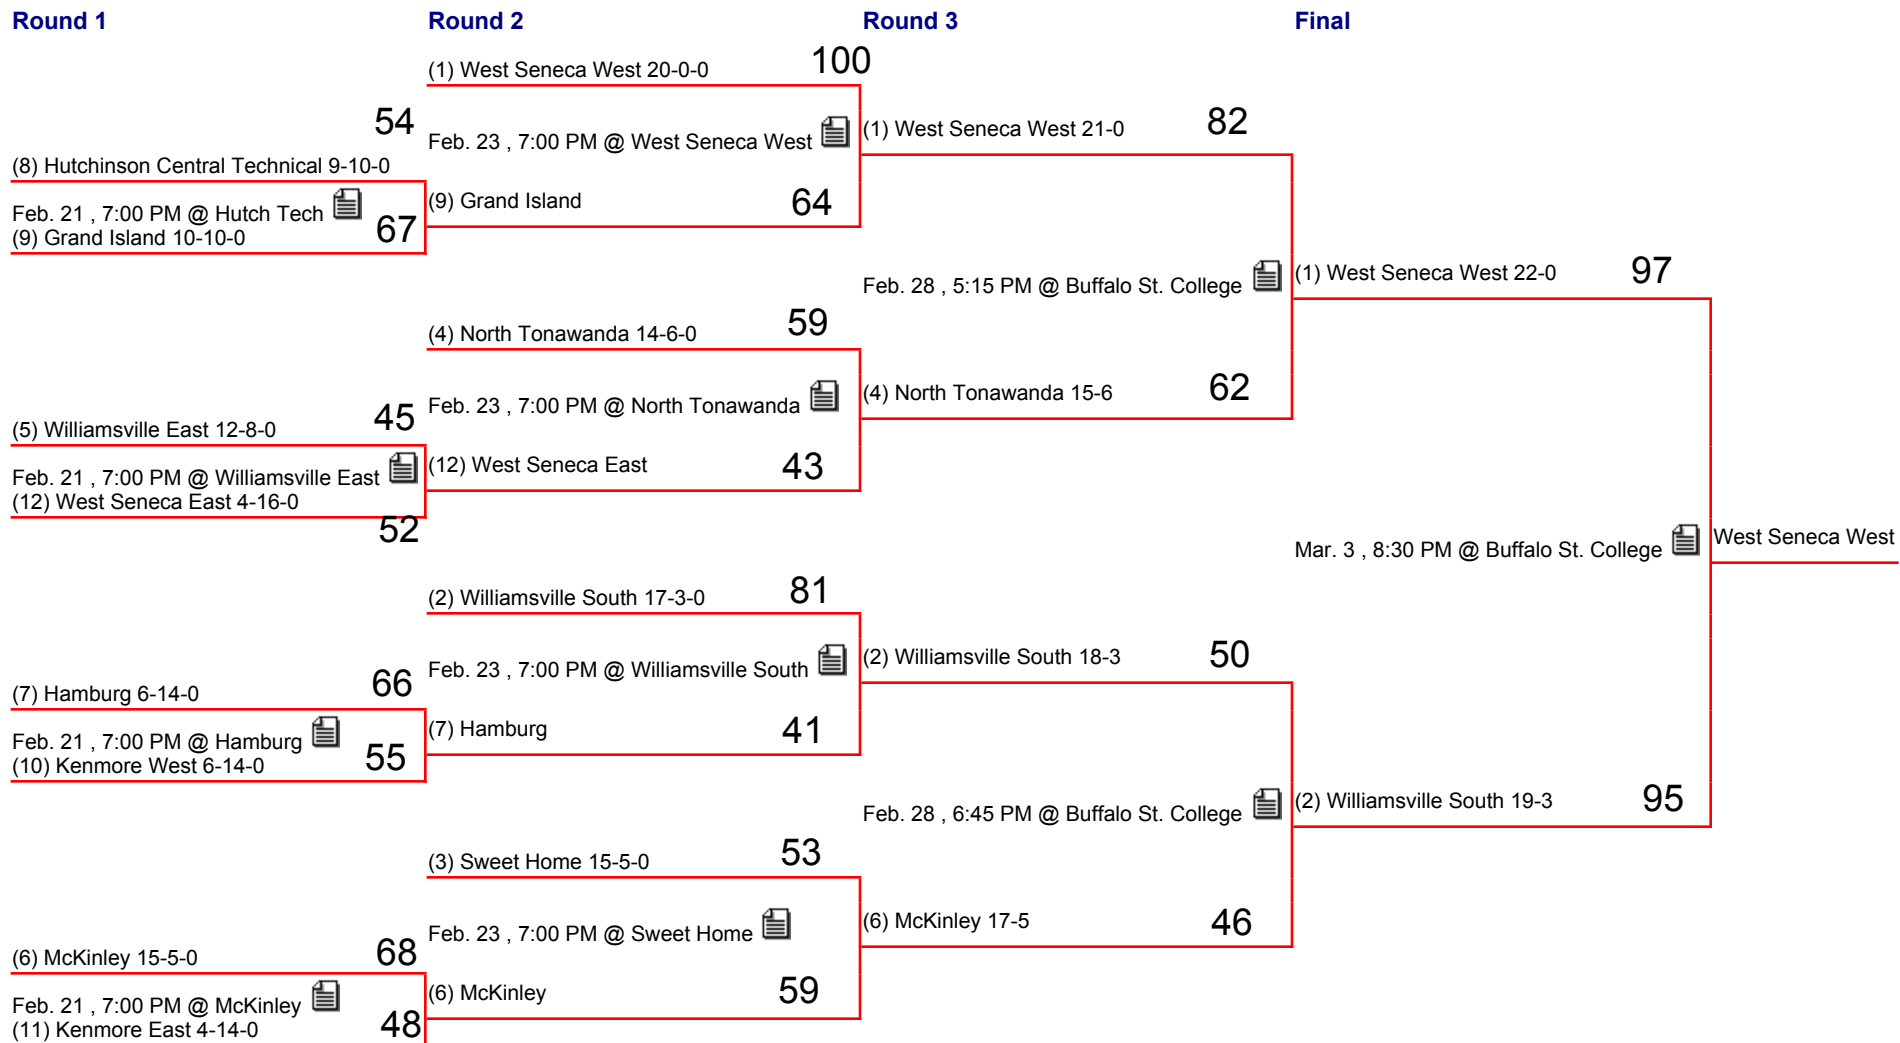 Round 1
Round 2
Round 3
Final
(1) West Seneca West 20-0-0 100
54
Feb. 23 , 7:00 PM @ West Seneca West
(1) West Seneca West 21-0 82
(8) Hutchinson Central Technical 9-10-0
Feb. 21 , 7:00 PM @ Hutch Tech
(9) Grand Island 10-10-0 67
(9) Grand Island 64
Feb. 28 , 5:15 PM @ Buffalo St. College
(1) West Seneca West 22-0 97
(4) North Tonawanda 14-6-0 59
Feb. 23 , 7:00 PM @ North Tonawanda
(4) North Tonawanda 15-6 62
(5) Williamsville East 12-8-0 45
Feb. 21 , 7:00 PM @ Williamsville East
(12) West Seneca East 4-16-0
52
(12) West Seneca East 43
Mar. 3 , 8:30 PM @ Buffalo St. College
West Seneca West
(2) Williamsville South 17-3-0 81
Feb. 23 , 7:00 PM @ Williamsville South
(2) Williamsville South 18-3 50
(7) Hamburg 6-14-0 66
Feb. 21 , 7:00 PM @ Hamburg
(10) Kenmore West 6-14-0 55
(7) Hamburg 41
Feb. 28 , 6:45 PM @ Buffalo St. College
(2) Williamsville South 19-3 95
(3) Sweet Home 15-5-0 53
Feb. 23 , 7:00 PM @ Sweet Home
(6) McKinley 17-5 46
(6) McKinley 15-5-0 68
Feb. 21 , 7:00 PM @ McKinley
(11) Kenmore East 4-14-0 48
(6) McKinley 59